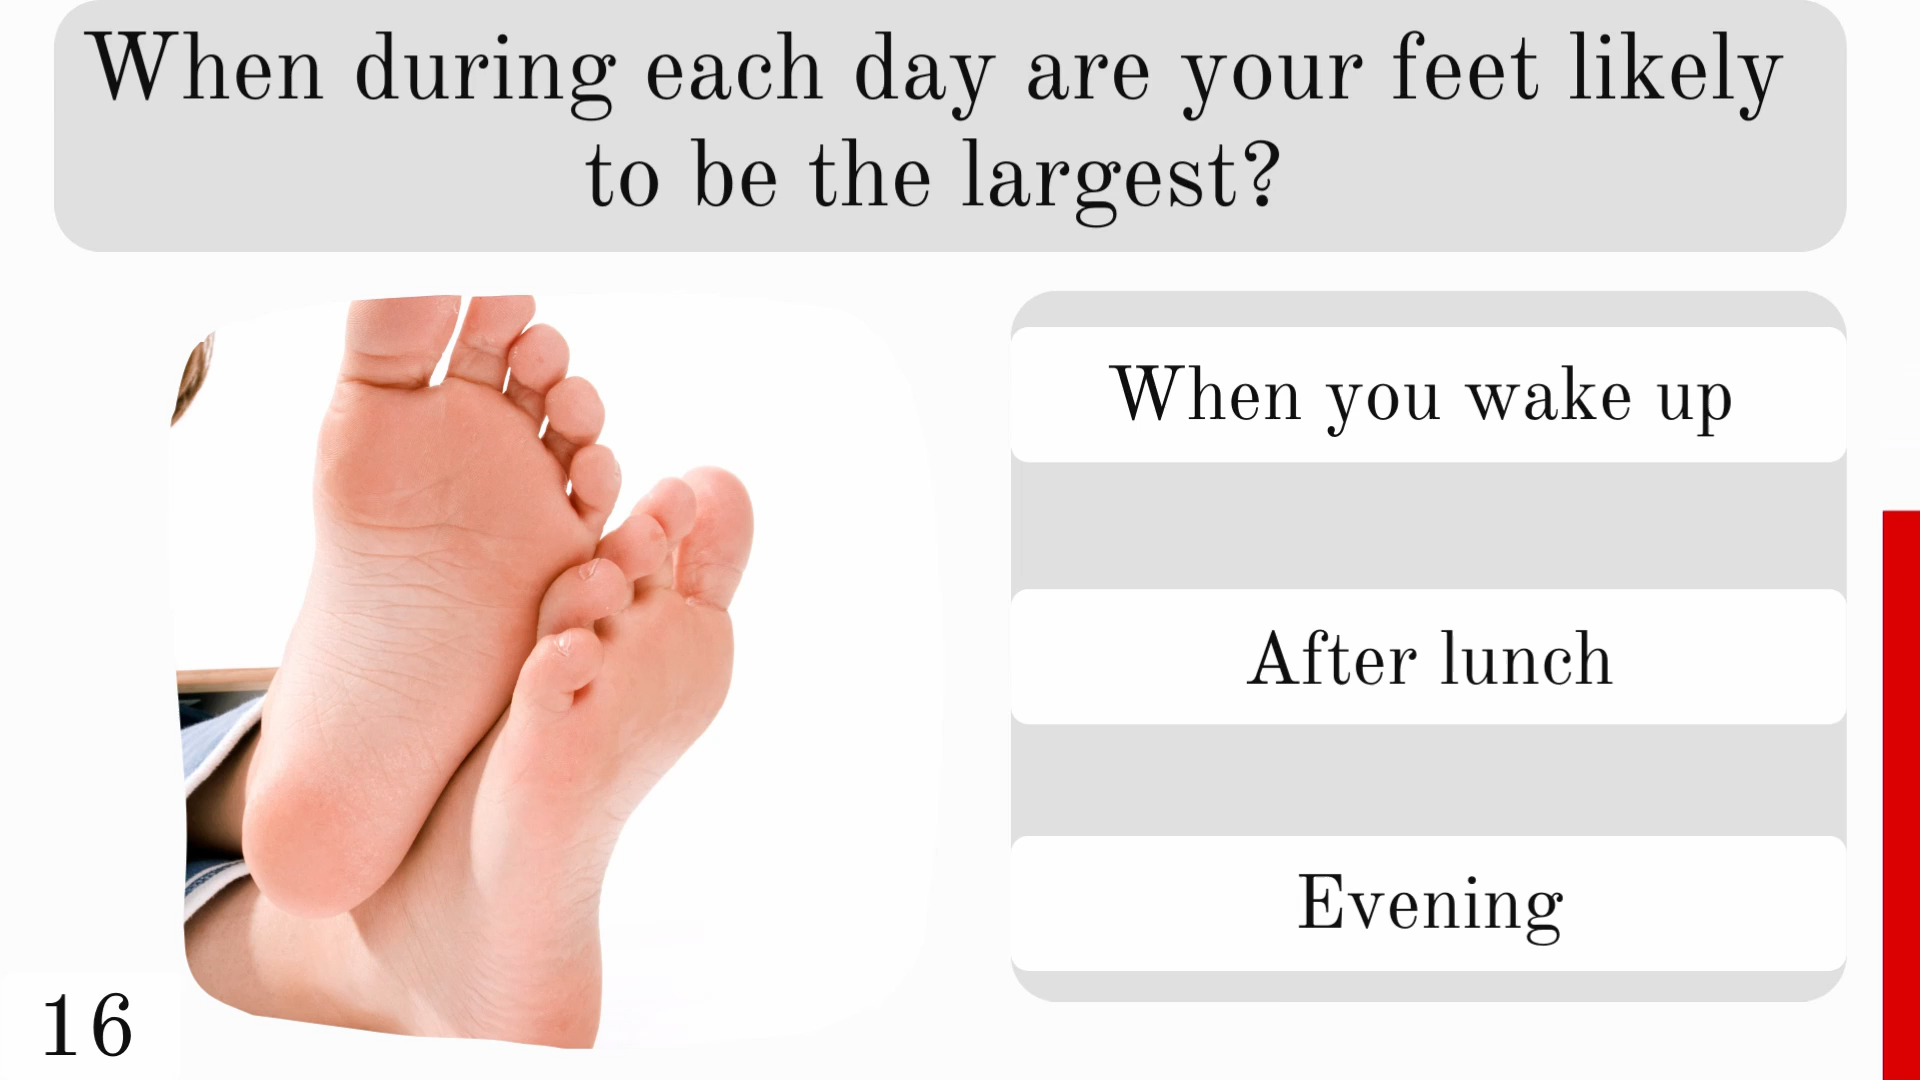 When during each day are your feet likely
to be the largest?
When you wake up
After lunch
Evening
16